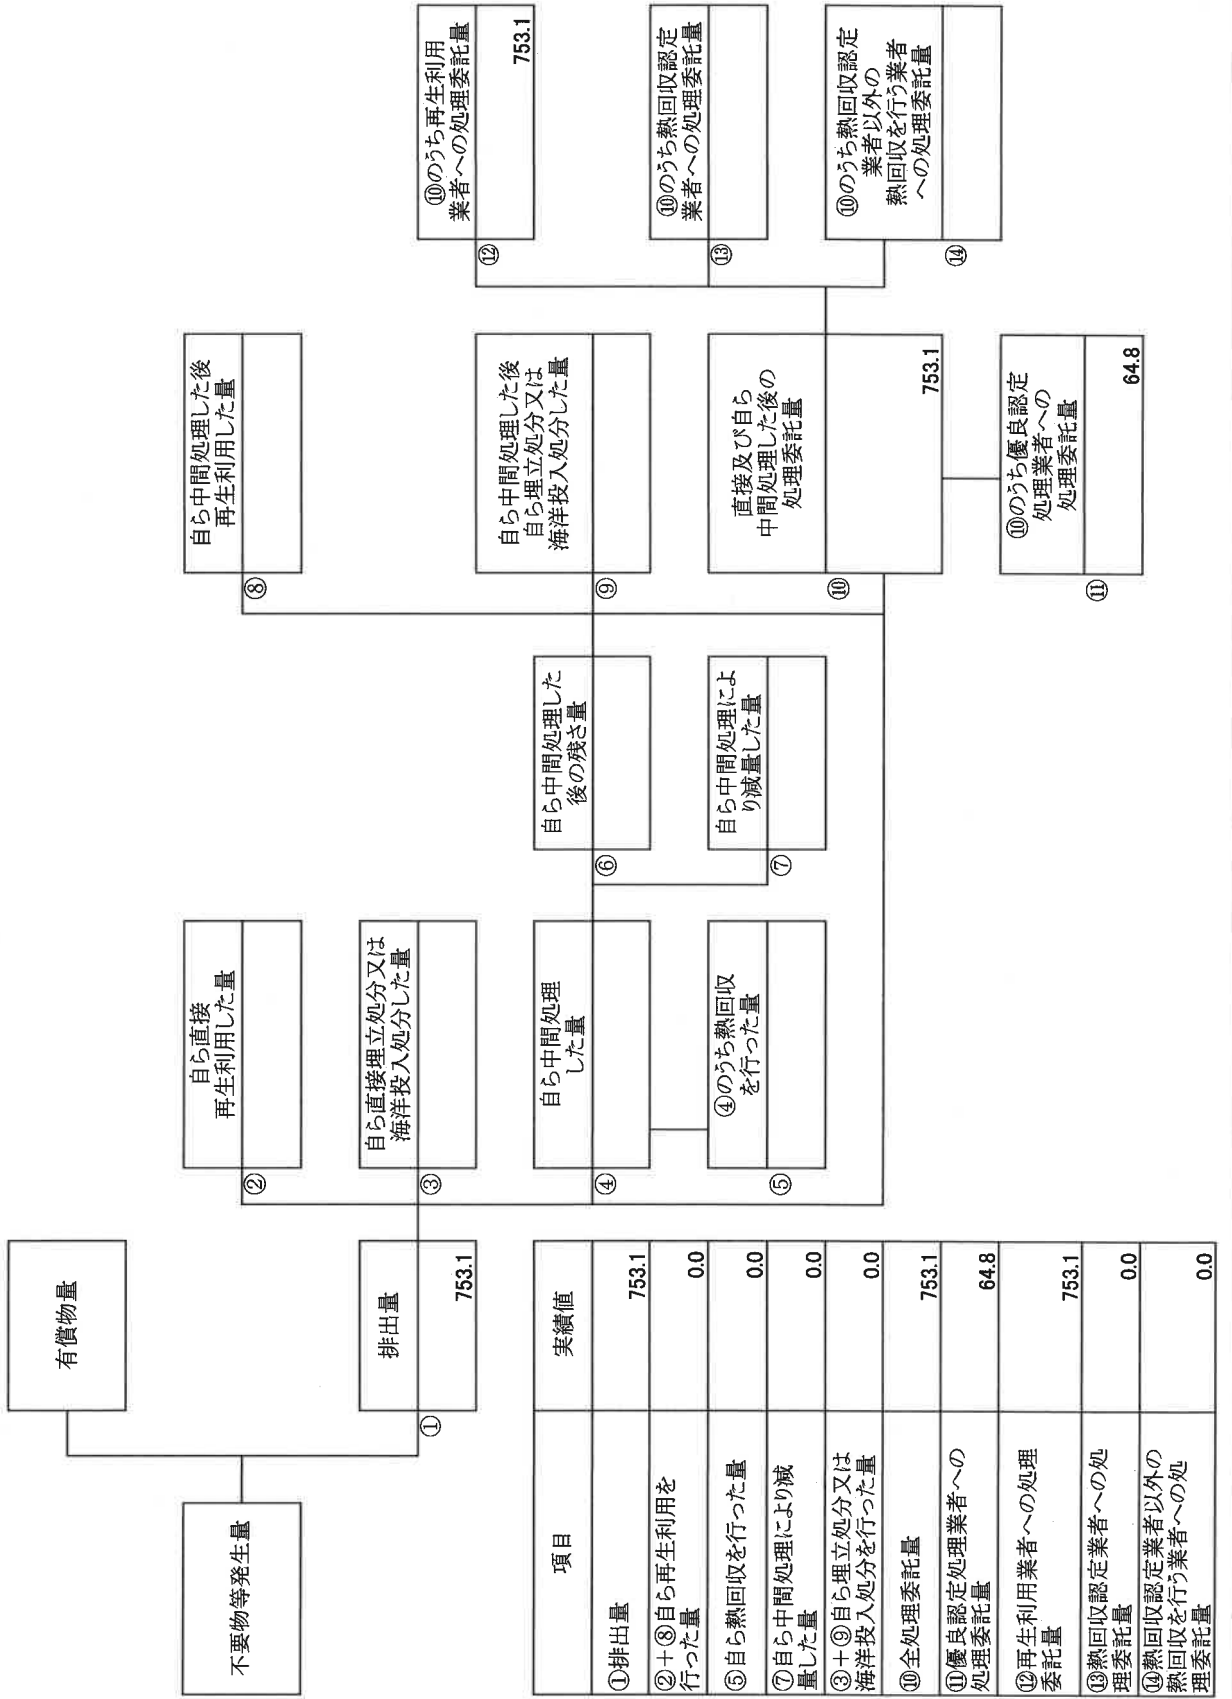 不要物等発生量
有償物量
排出量
①
753.1
自ら直接
再生利用した量
②
自ら直接埋立処分又は
海洋投入処分した量
③
自ら中間処理
した量
④
④のうち熱回収
を行った量
⑤
自ら中間処理した
後の残さ量
⑥
自ら中間処理によ
り減量した量
⑦
自ら中間処理した後
再生利用した量
⑧
自ら中間処理した後
自ら埋立処分又は
海洋投入処分した量
⑨
直接及び自ら
中間処理した後の
処理委託量
⑩
753.1
⑩のうち優良認定
処理業者への
処理委託量
⑪
64.8
⑩のうち再生利用
業者への処理委託量
⑫
753.1
⑩のうち熱回収認定
業者への処理委託量
⑬
⑩のうち熱回収認定
業者以外の
熱回収を行う業者
への処理委託量
⑭
項目 実績値
①排出量 753.1
②+⑧自ら再生利用を
行った量 0.0
⑤自ら熱回収を行った量 0.0
⑦自ら中間処理により減
量した量 0.0
③+⑨自ら埋立処分又は
海洋投入処分を行った量 0.0
⑩全処理委託量 753.1
⑪優良認定処理業者への
処理委託量 64.8
⑫再生利用業者への処理
委託量 753.1
⑬熱回収認定業者への処
理委託量 0.0
⑭熱回収認定業者以外の
熱回収を行う業者への処
理委託量 0.0